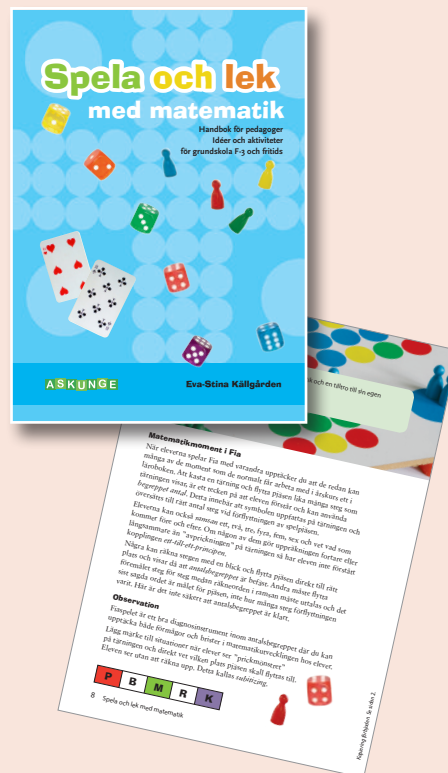 Spela och lek
med matematik
Handbok för pedagoger
Idéer och aktiviteter
för grundskola F-3 och fritids
ASKUNGE
Eva-Stina Källgården
k och en tilltro till sin egen
Matematikmoment i Fia
När eleverna spelar Fia med varandra upptäcker du att de redan kan
många av de moment som de normalt får arbeta med i årskurs ett i
läroboken. Att kasta en tärning och flytta pjäsen lika många steg som
tärningen visar, är ett tecken på att eleven förstår och kan använda
begreppet antal. Detta innebär att symbolen uppfattas på tärningen och
översätts till rätt antal steg vid förflyttningen av spelpjäsen.
Eleverna kan också ramsan ett, två, tre, fyra, fem, sex och vet vad som
kommer före och efter. Om någon av dem gör uppräkningen fortare eller
långsammare än "avprickningen" på tärningen så har eleven inte förstått
kopplingen ett-till-ett-principen.
Några kan räkna stegen med en blick och flytta pjäsen direkt till rätt
plats och visar då att antalsbegreppet är befäst. Andra måste flytta
föremålet steg för steg medan räkneorden i ramsan måste uttalas och det
sist sagda ordet är målet för pjäsen, inte hur många steg förflyttningen
varit. Här är det inte säkert att antalsbegreppet är klart.
Observation
Fiaspelet är ett bra diagnosinstrument inom antalsbegreppet där du kan
upptäcka både förmågor och brister i matematikutvecklingen hos elever.
Lägg märke till situationer när elever ser "prickmönstret"
på tärningen och direkt vet vilken plats pjäsen skall flyttas till.
Eleven ser utan att räkna upp. Detta kallas subitizing.
P B M R K
8 Spela och lek med matematik
Kopiering förbjuden. Se sidan 2.